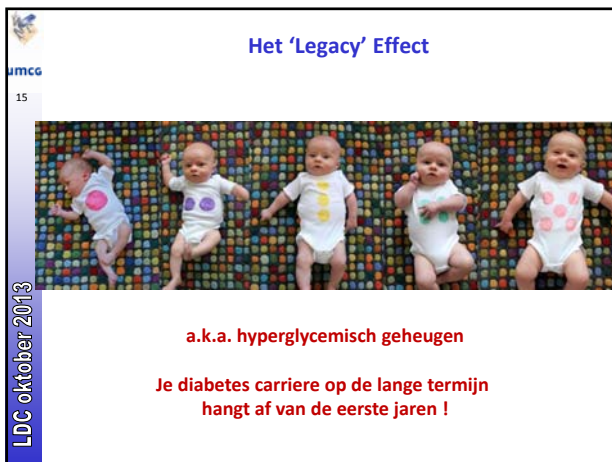 Het ‘Legacy’ Effect
umcg
15
LDC oktober 2013
a.k.a. hyperglycemisch geheugen
Je diabetes carriere op de lange termijn
hangt af van de eerste jaren !